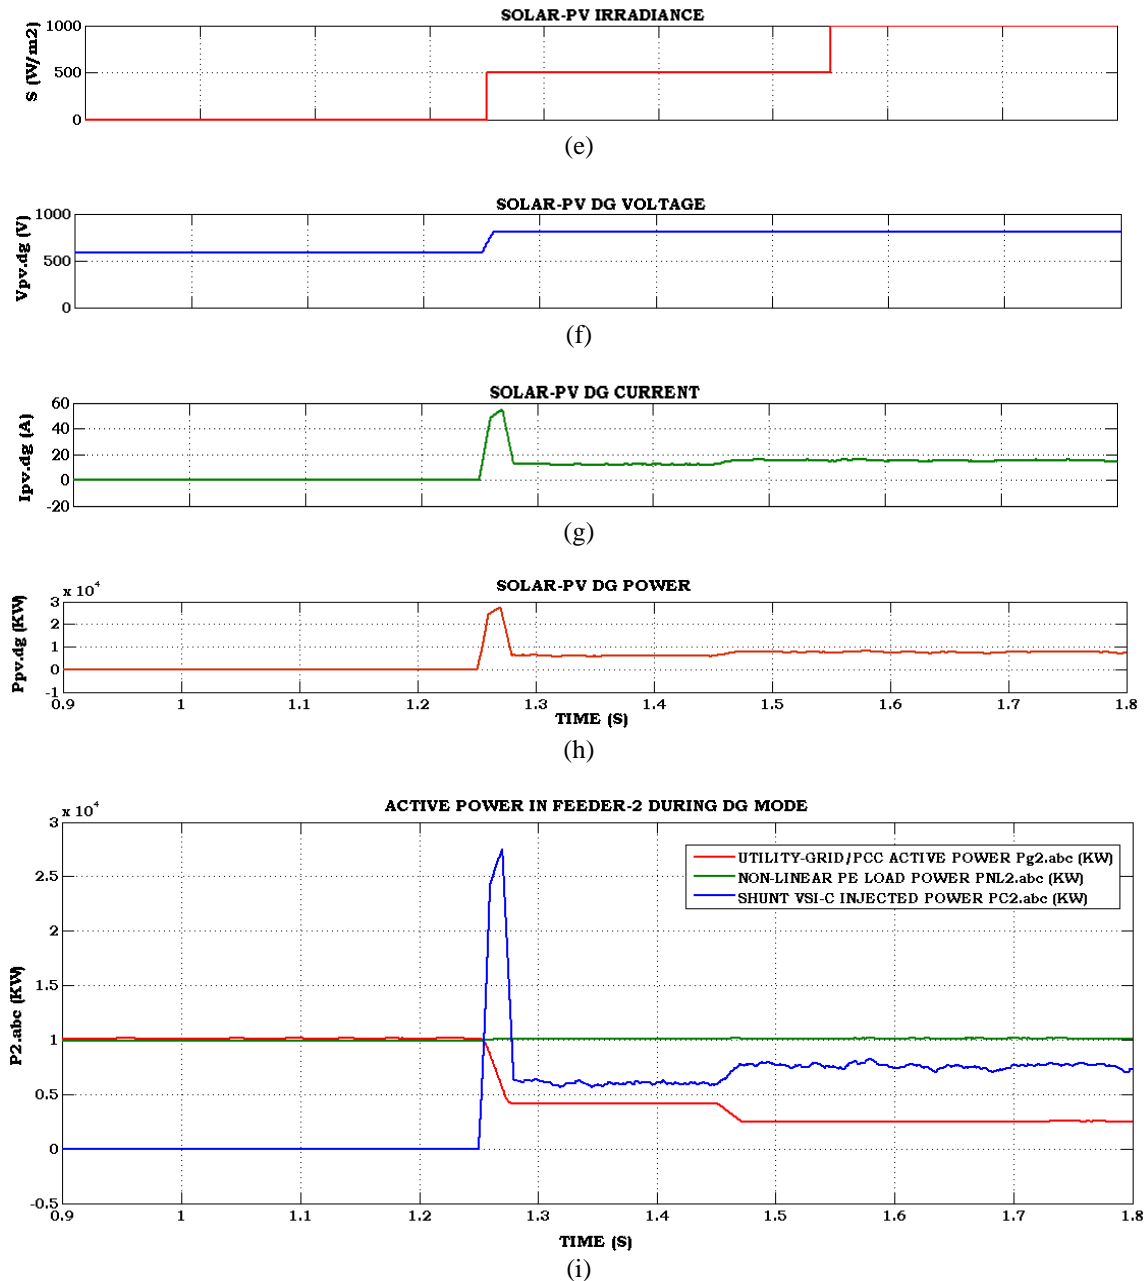 SOLAR-PV IRRADIANCE
1000
500
0
S (W/m2)
(e)
SOLAR-PV DG VOLTAGE
1000
500
0
Vpv.dg (V)
(f)
SOLAR-PV DG CURRENT
60
40
20
0
-20
Ipv.dg (A)
(g)
x 10^4
SOLAR-PV DG POWER
3
2
1
0
-1
Ppv.dg (KW)
0.9 1 1.2 1.3 1.4 1.5 1.6 1.7 1.8
TIME (S)
(h)
x 10^4
ACTIVE POWER IN FEEDER-2 DURING DG MODE
3
2.5
2
1.5
1
0.5
0
-0.5
P2.abc (KW)
UTILITY-GRID/PCC ACTIVE POWER Pg2.abc (KW)
NON-LINEAR PE LOAD POWER PNL2.abc (KW)
SHUNT VSI-C INJECTED POWER PC2.abc (KW)
0.9 1 1.1 1.2 1.3 1.4 1.5 1.6 1.7 1.8
TIME (S)
(i)